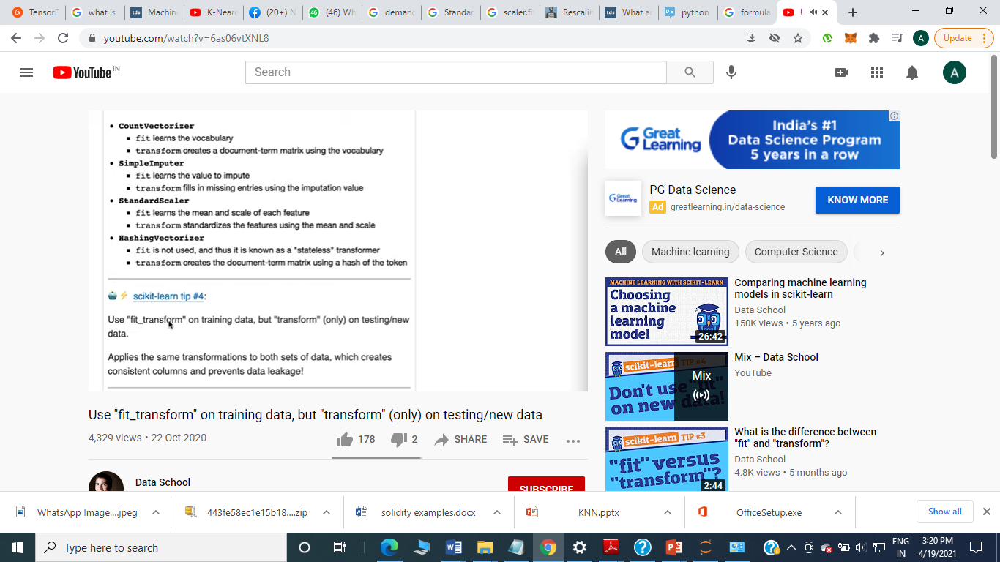 TensorF
what is
Machin
K-Neare
(20+) N
(46) Wh
demand
Standar
scaler.fi
Rescalin
What ar
python
formula
U
youtube.com/watch?v=6as06vtXNL8
A
Update
YouTube IN
Search
A
CountVectorizer
fit learns the vocabulary
transform creates a document-term matrix using the vocabulary
SimpleImputer
fit learns the value to impute
transform fills in missing entries using the imputation value
StandardScaler
fit learns the mean and scale of each feature
transform standardizes the features using the mean and scale
HashingVectorizer
fit is not used, and thus it is known as a "stateless" transformer
transform creates the document-term matrix using a hash of the token
scikit-learn tip #4:
Use "fit_transform" on training data, but "transform" (only) on testing/new
data.
Applies the same transformations to both sets of data, which creates
consistent columns and prevents data leakage!
Use "fit_transform" on training data, but "transform" (only) on testing/new data
4,329 views • 22 Oct 2020
178
2
SHARE
SAVE
Data School
SUBSCRIBE
Great Learning
India's #1
Data Science Program
5 years in a row
Great Learning
PG Data Science
Ad greatlearning.in/data-science
KNOW MORE
All
Machine learning
Computer Science
MACHINE LEARNING WITH SCIKIT-LEARN
Choosing
a machine
learning
model
26:42
Comparing machine learning
models in scikit-learn
Data School
150K views • 5 years ago
scikit-learn TIP #4
Don't use "fit"
on new data!
Mix
Mix – Data School
YouTube
scikit-learn TIP #3
"fit" versus
"transform"?
2:44
What is the difference between
"fit" and "transform"?
Data School
4.8K views • 5 months ago
WhatsApp Image....jpeg
443fe58ec1e15b18....zip
solidity examples.docx
KNN.pptx
OfficeSetup.exe
Show all
Type here to search
ENG
IN
3:20 PM
4/19/2021